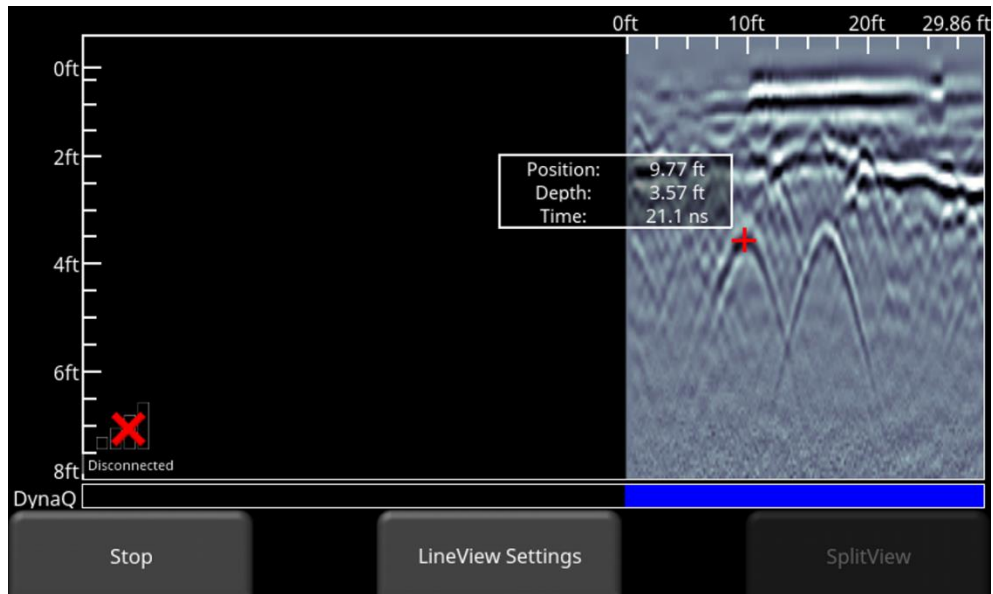 0ft 10ft 20ft 29.86 ft
0ft
2ft
Position: 9.77 ft
Depth: 3.57 ft
Time: 21.1 ns
4ft
6ft
Disconnected
8ft
DynaQ
Stop LineView Settings SplitView